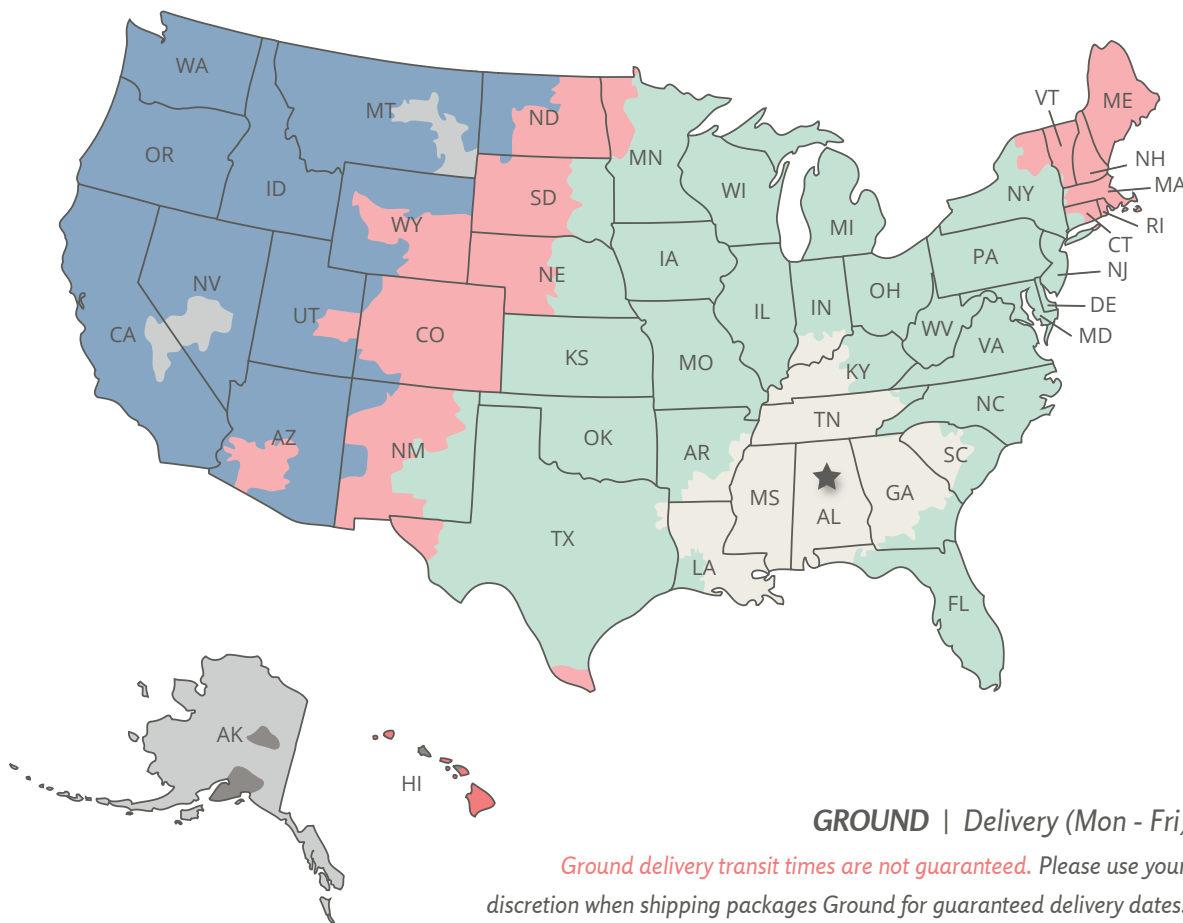 WA
MT
ND
MN
VT
ME
OR
ID
SD
WI
MI
NY
NH
MA
RI
CT
WY
NE
IA
PA
NJ
NV
UT
CO
IL
IN
OH
DE
MD
CA
KS
MO
WV
VA
KY
AZ
NM
OK
AR
TN
NC
SC
MS
AL
GA
TX
LA
FL
AK
HI
GROUND | Delivery (Mon - Fri)
Ground delivery transit times are not guaranteed. Please use your
discretion when shipping packages Ground for guaranteed delivery dates.